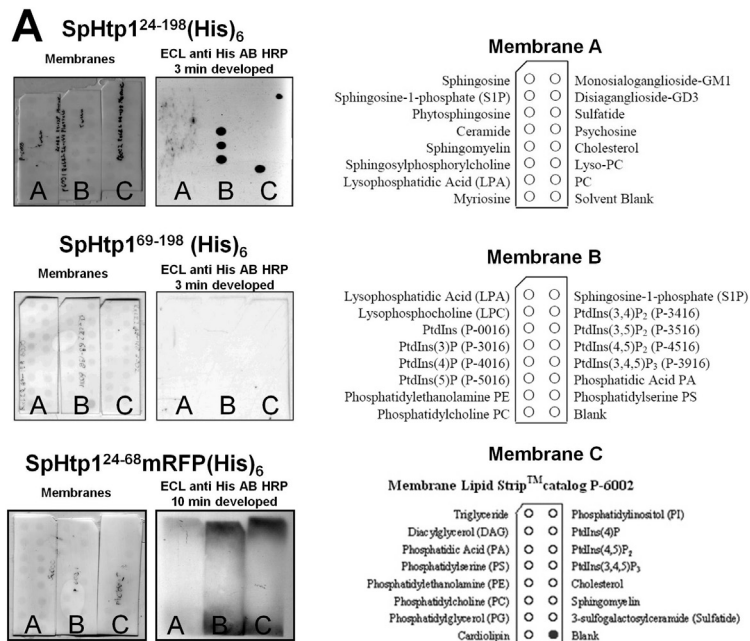 A
SpHtp1²⁴⁻¹⁹⁸(His)₆
Membranes
ECL anti His AB HRP
3 min developed
A B C
A B C
SpHtp1⁶⁹⁻¹⁹⁸ (His)₆
Membranes
ECL anti His AB HRP
3 min developed
A B C
A B C
SpHtp1²⁴⁻⁶⁸mRFP(His)₆
Membranes
ECL anti His AB HRP
10 min developed
A B C
A B C
Membrane A
Sphingosine Monosialoganglioside-GM1
Sphingosine-1-phosphate (S1P) Disiaganglioside-GD3
Phytosphingosine Sulfatide
Ceramide Psychosine
Sphingomyelin Cholesterol
Sphingosylphosphorylcholine Lyso-PC
Lysophosphatidic Acid (LPA) PC
Myriosine Solvent Blank
Membrane B
Lysophosphatidic Acid (LPA) Sphingosine-1-phosphate (S1P)
Lysophosphocholine (LPC) PtdIns(3,4)P₂ (P-3416)
PtdIns (P-0016) PtdIns(3,5)P₂ (P-3516)
PtdIns(3)P (P-3016) PtdIns(4,5)P₂ (P-4516)
PtdIns(4)P (P-4016) PtdIns(3,4,5)P₃ (P-3916)
PtdIns(5)P (P-5016) Phosphatidic Acid PA
Phosphatidylethanolamine PE Phosphatidylserine PS
Phosphatidylcholine PC Blank
Membrane C
Membrane Lipid Strip™catalog P-6002
Triglyceride Phosphatidylinositol (PI)
Diacylglycerol (DAG) PtdIns(4)P
Phosphatidic Acid (PA) PtdIns(4,5)P₂
Phosphatidylserine (PS) PtdIns(3,4,5)P₃
Phosphatidylethanolamine (PE) Cholesterol
Phosphatidylcholine (PC) Sphingomyelin
Phosphatidylglycerol (PG) 3-sulfogalactosylceramide (Sulfatide)
Cardiolipin Blank